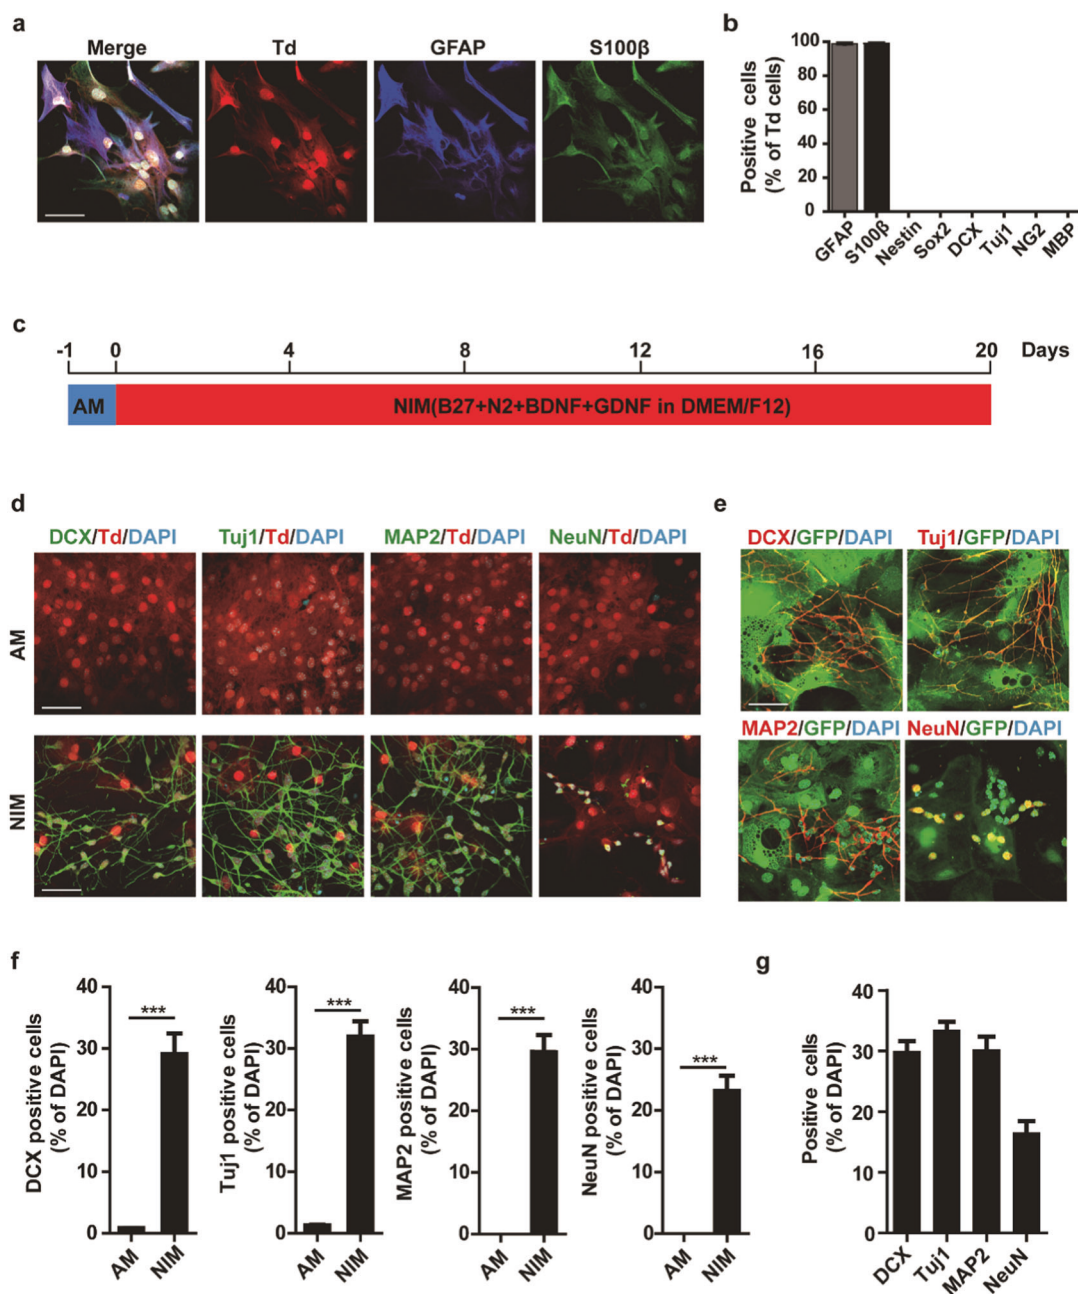 a
Merge Td GFAP S100β
b
Positive cells
(% of Td cells)
100
80
60
40
20
0
GFAP S100β Nestin Sox2 DCX Tuj1 NG2 MBP
c
-1 0 4 8 12 16 20 Days
AM NIM(B27+N2+BDNF+GDNF in DMEM/F12)
d
DCX/Td/DAPI Tuj1/Td/DAPI MAP2/Td/DAPI NeuN/Td/DAPI
AM
NIM
e
DCX/GFP/DAPI Tuj1/GFP/DAPI
MAP2/GFP/DAPI NeuN/GFP/DAPI
f
DCX positive cells
(% of DAPI)
40
30
20
10
0
***
AM NIM
Tuj1 positive cells
(% of DAPI)
40
30
20
10
0
***
AM NIM
MAP2 positive cells
(% of DAPI)
40
30
20
10
0
***
AM NIM
NeuN positive cells
(% of DAPI)
40
30
20
10
0
***
AM NIM
g
Positive cells
(% of DAPI)
40
30
20
10
0
DCX Tuj1 MAP2 NeuN